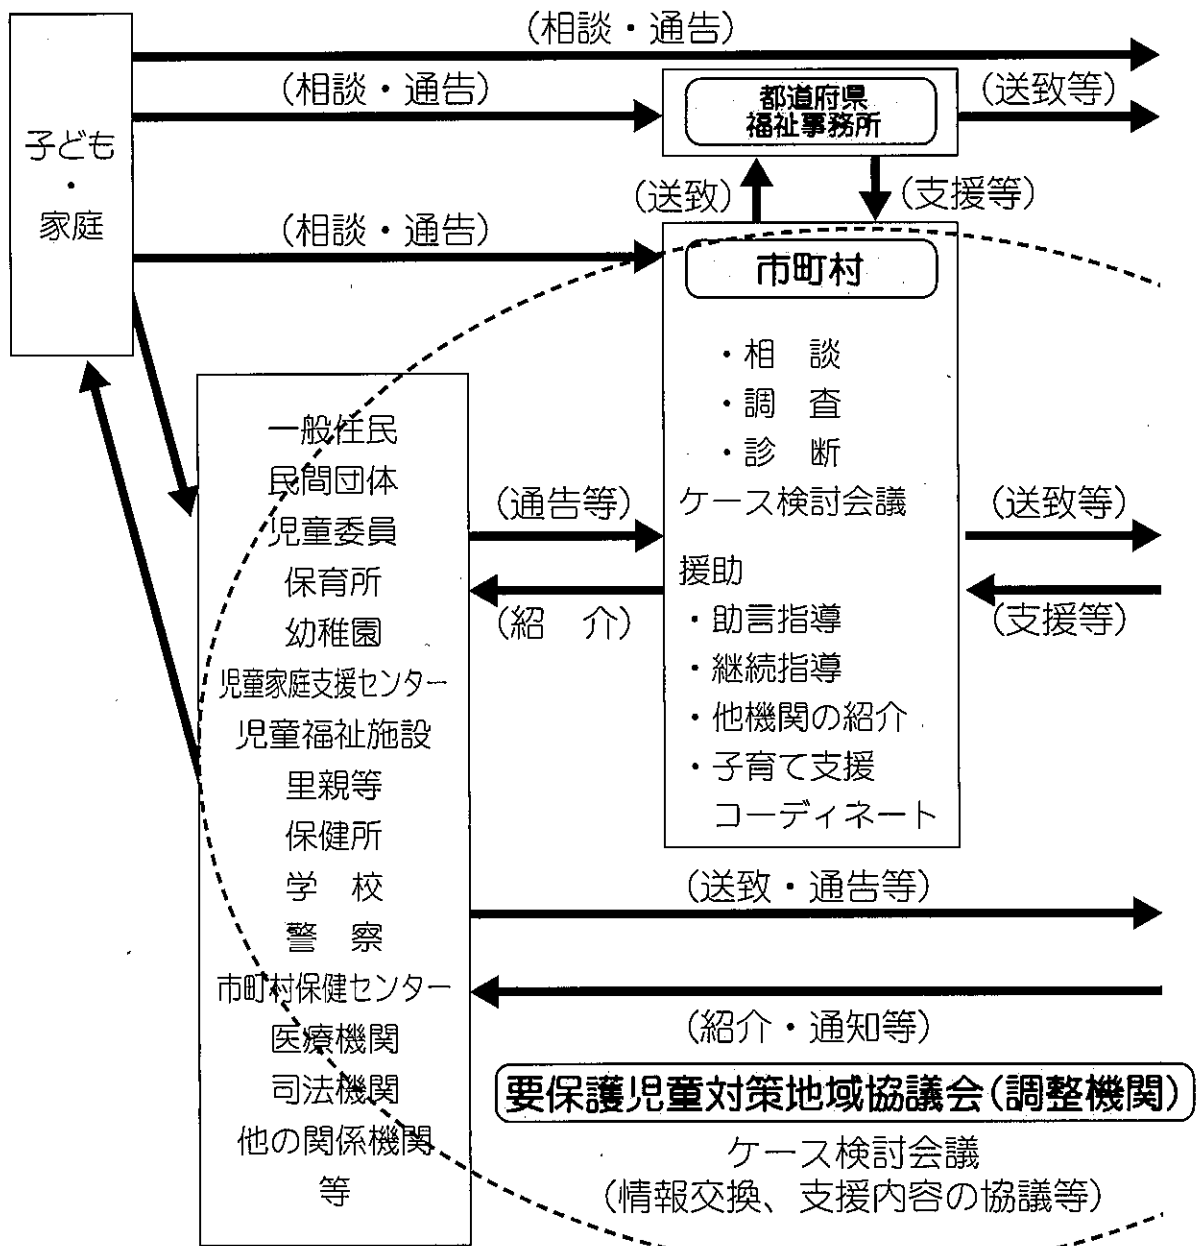 (相談・通告)
(相談・通告)
都道府県
福祉事務所
(送致等)
子ども
・
家庭
(送致)
(支援等)
(相談・通告)
市町村
・相　談
・調　査
・診　断
ケース検討会議
援助
・助言指導
・継続指導
・他機関の紹介
・子育て支援
コーディネート
一般住民
民間団体
児童委員
保育所
幼稚園
児童家庭支援センター
児童福祉施設
里親等
保健所
学　校
警　察
市町村保健センター
医療機関
司法機関
他の関係機関
等
(通告等)
(紹　介)
(送致等)
(支援等)
(送致・通告等)
(紹介・通知等)
要保護児童対策地域協議会(調整機関)
ケース検討会議
(情報交換、支援内容の協議等)